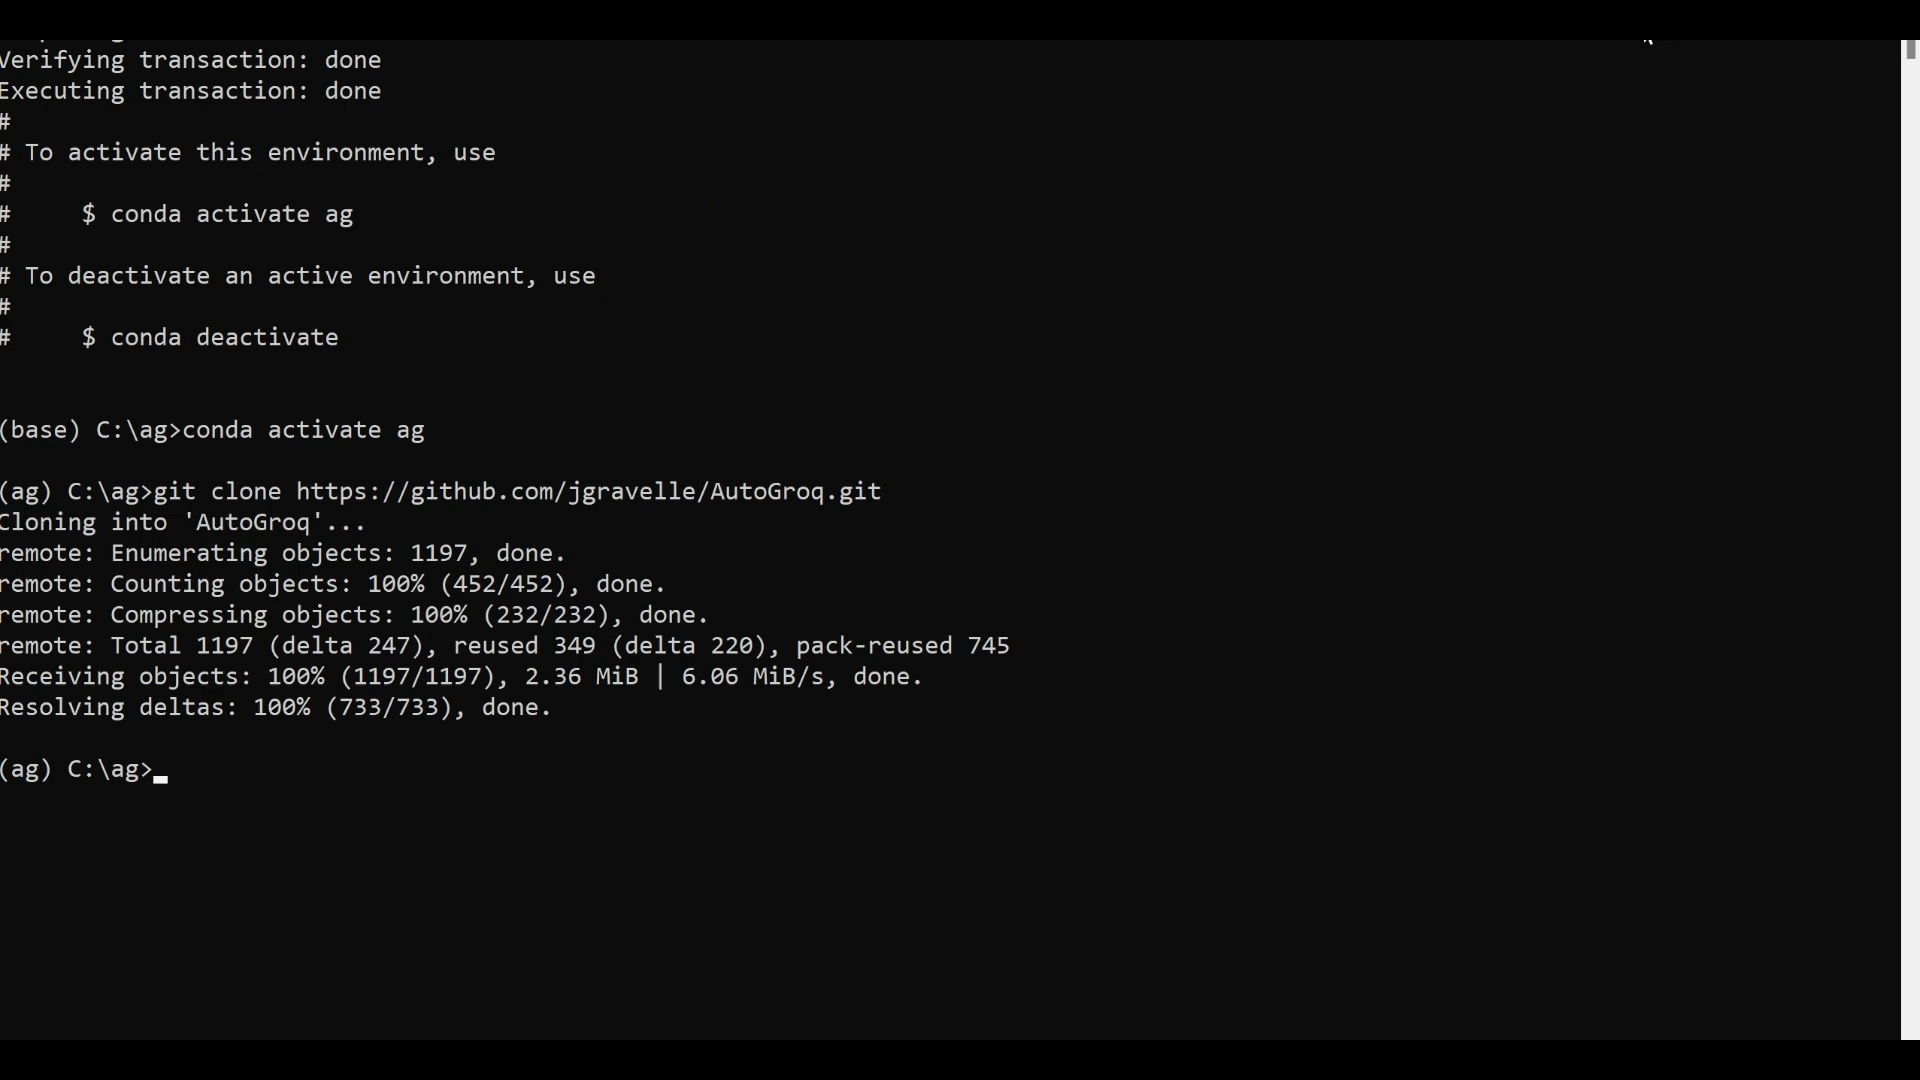 Verifying transaction: done
Executing transaction: done
#
# To activate this environment, use
#
#     $ conda activate ag
#
# To deactivate an active environment, use
#
#     $ conda deactivate
(base) C:\ag>conda activate ag
(ag) C:\ag>git clone https://github.com/jgravelle/AutoGroq.git
Cloning into 'AutoGroq'...
remote: Enumerating objects: 1197, done.
remote: Counting objects: 100% (452/452), done.
remote: Compressing objects: 100% (232/232), done.
remote: Total 1197 (delta 247), reused 349 (delta 220), pack-reused 745
Receiving objects: 100% (1197/1197), 2.36 MiB | 6.06 MiB/s, done.
Resolving deltas: 100% (733/733), done.
(ag) C:\ag>